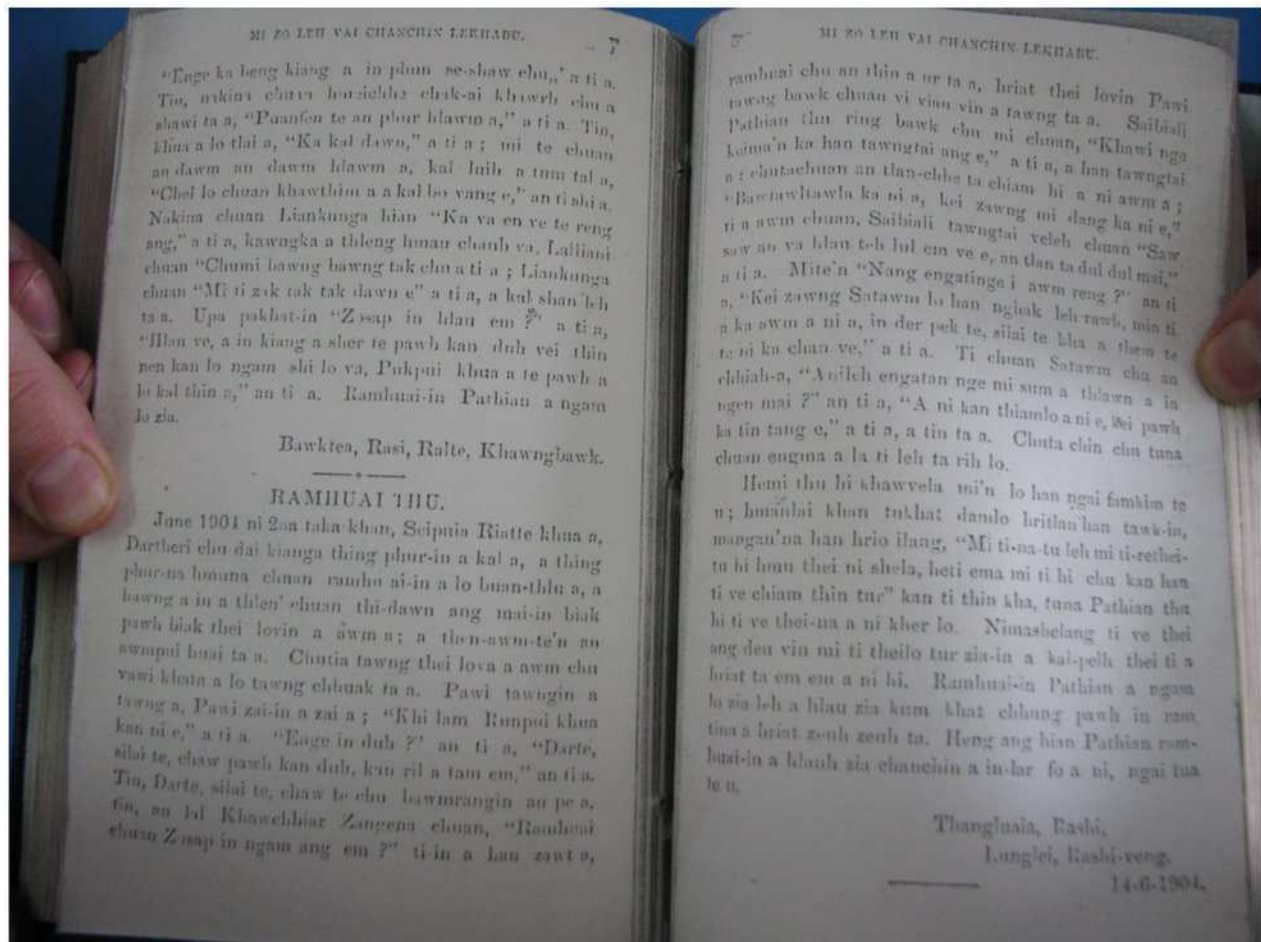 MI ZO LEH VAI CHANCHIN LEKHABU. 7
"Enge ka beng kiang a in phun se-shaw chu,,' a ti a.
Tin, nakina chuan chak-ai khawrh chu a
shawi ta a, "Puanfen te an phur hlawm a," a ti a. Tin,
khua a lo tlai a, "Ka kal dawn," a ti a; mi te chuan
an dawm an dawm hlawm a, kal luih a tum tal a,
"Chel lo chuan khawthim a a kal bo vang e," an ti shi a.
Nakina chuan Liankunga hian "Ka va en ve te reng
ang," a ti a, kawngka a thleng hman chauh va, Lalliani
chuan "Chumi bawng bawng tak chu a ti a; Liankunga
chuan "Mi ti zak tak tak dawn e" a ti a, a kal shan leh
ta a. Upa pakhat-in "Zosap in hlau em?" a ti a,
"Hlau ve, a in kiang a sher te pawh kan duh vei thin
nen kan lo ngam shi lo va, Pukpui khua a te pawh a
lo kal thin a," an ti a. Ramhuai-in Pathian a ngam
lo zia.
Bawktea, Rasi, Ralte, Khawngbawk.
RAMHUAI THU.
June 1904 ni 2aa taka khan, Seipuia Riatte khua a,
Dartheri chu dai kianga thing phur-in a kal a, a thing
phur-na hmuna chuan ramhu ai-in a lo buan-thlu a, a
bawng a in a thlen' chuan thi-dawn ang mai-in biak
pawh biak thei lovin a awm a; a then-awm-te'n an
awmpui huai ta a. Chutia tawng thei lova a awm chu
vawi khata a lo tawng chhuak ta a. Pawi tawngin a
tawng a, Pawi zai-in a zai a; "Khi lam Runpui khua
kan ni e," a ti a. "Enge in duh?" an ti a, "Darte,
silai te, chaw pawh kan duh, kan ril a tam em," an ti a.
Tin, Darte, silai te, chaw te chu bawmrangin an pe a,
tin, an lal Khawchhiar Zangena chuan, "Ramhuai
chuan Zosap in ngam ang em?" ti-in a han zawt a,
MI ZO LEH VAI CHANCHIN LEKHABU.
ramhuai chu an thin a ur ta a, hriat thei lovin Pawi
tawng bawk chuan vi viau vin a tawng ta a. Saibiali
Pathian thu ring bawk chu mi chuan, "Khawi nge
keima'n ka han tawngtai ang e," a ti a, a han tawngtai
a; chutachuan an tlan-chhe ta chiam hi a ni awm a;
"Bawtawltawla ka ni a, kei zawng mi dang ka ni e,"
ti a awm chuan, Saibiali tawngtai veleh chuan "Saw
saw an va hlau teh lul em ve e, an tlan ta dul dul mai,"
a ti a. Mite'n "Nang engatinge i awm reng?" an ti
a, "Kei zawng Satawm lo han nghak leh rawh, min ti
a ka awm a ni a, in der pek te, silai te kha a them te
te ni ka chan ve," a ti a. Ti chuan Satawm chu an
chhiah-a, "Anileh engatan nge mi sum a thlawn a in
ngen mai?" an ti a, "A ni kan thiamlo a ni e, kei pawh
ka tin tang e," a ti a, a tin ta a. Chuta chin chu tuna
chuan engma a la ti leh ta rih lo.
Hemi thu hi khawvela mi'n lo han ngai famkim te
u; hmanlai khan tukhat damlo hritlan'han tawk-in,
mangan'na han hrio ilang, "Mi ti-na-tu leh mi ti-rethei-
tu hi hmu thei ni shela, heti ema mi ti hi chu kan han
ti ve chiam thin tur" kan ti thin kha, tuna Pathian thu
hi ti ve thei-na a ni kher lo. Nimashelang ti ve thei
ang deu vin mi ti theilo tur zia-in a kal-pelh thei ti a
hriat ta em em a ni hi. Ramhuai-in Pathian a ngam
lo zia leh a hlau zia kum khat chhung pawh in ram
tina a hriat zeuh zeuh ta. Heng ang hian Pathian ram-
huai-in a hlauh zia chanchin a in-lar fo a ni, ngai tua
te u.
Thangluaia, Rashi,
Lunglei, Rashi-veng.
14-6-1904.